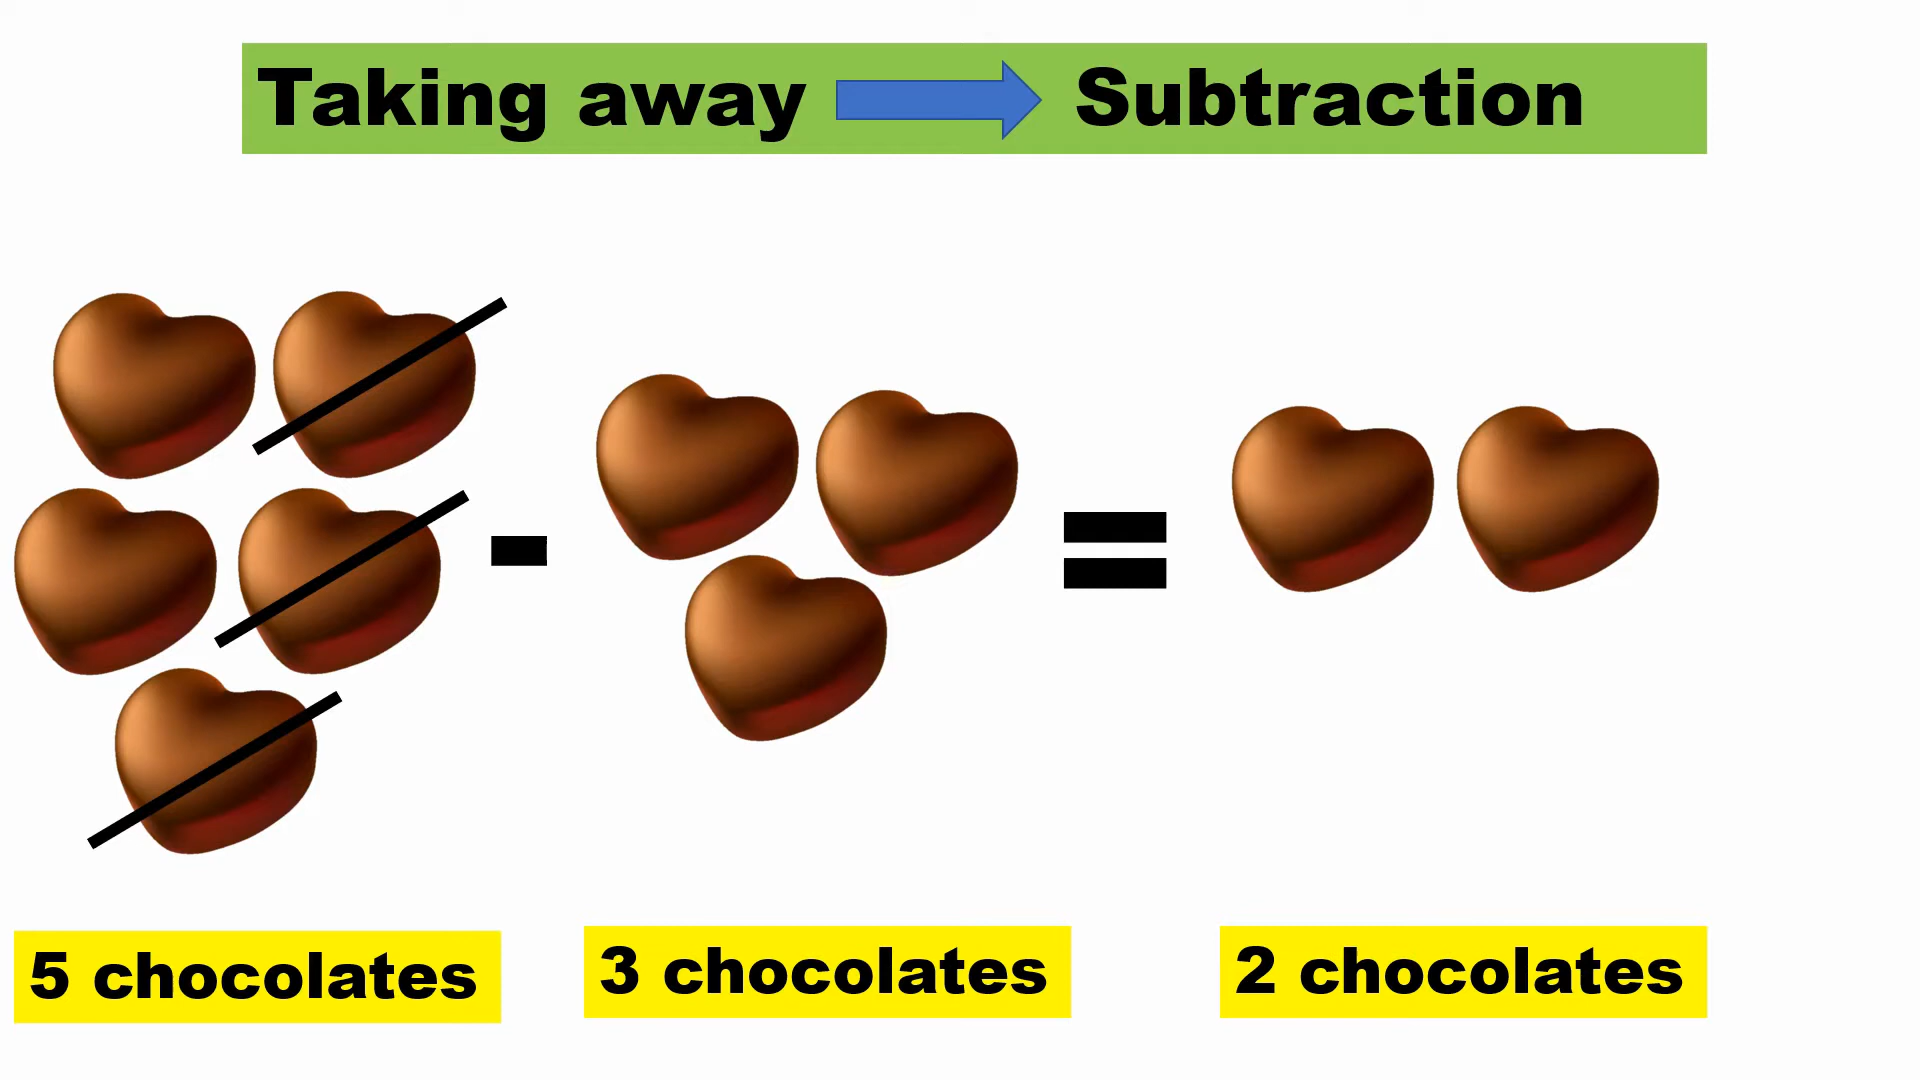 Taking away Subtraction
- =
5 chocolates 3 chocolates 2 chocolates